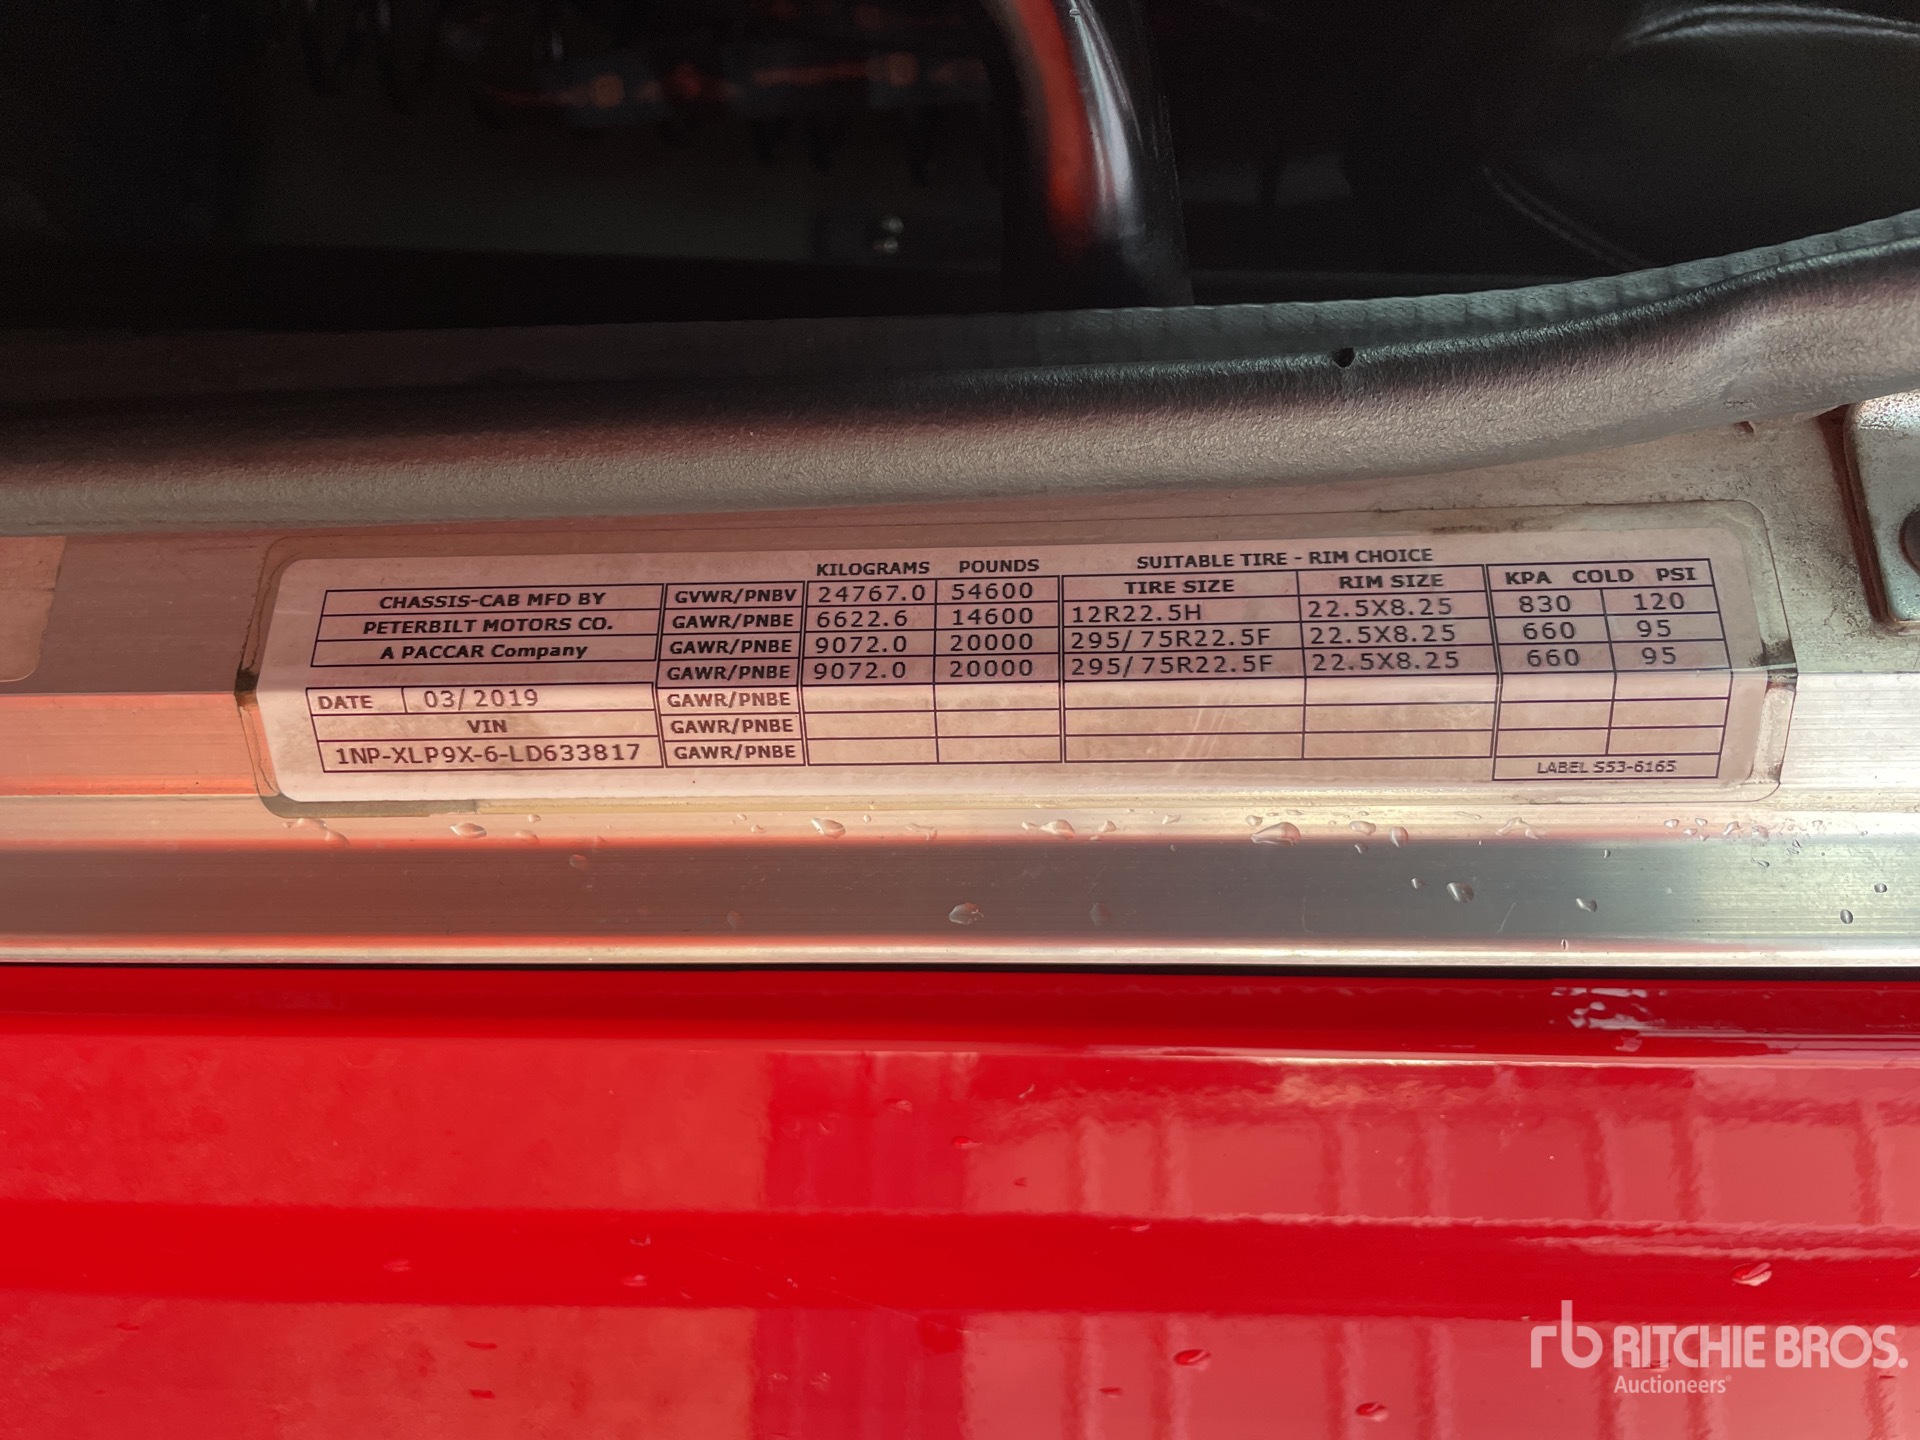 KILOGRAMS POUNDS SUITABLE TIRE - RIM CHOICE
TIRE SIZE RIM SIZE KPA COLD PSI
CHASSIS-CAB MFD BY GVWR/PNBV 24767.0 54600
PETERBILT MOTORS CO. GAWR/PNBE 6622.6 14600 12R22.5H 22.5X8.25 830 120
A PACCAR Company GAWR/PNBE 9072.0 20000 295/75R22.5F 22.5X8.25 660 95
GAWR/PNBE 9072.0 20000 295/75R22.5F 22.5X8.25 660 95
DATE 03/2019 GAWR/PNBE
VIN GAWR/PNBE
1NP-XLP9X-6-LD633817 GAWR/PNBE
LABEL S53-6165
rb RITCHIE BROS.
Auctioneers